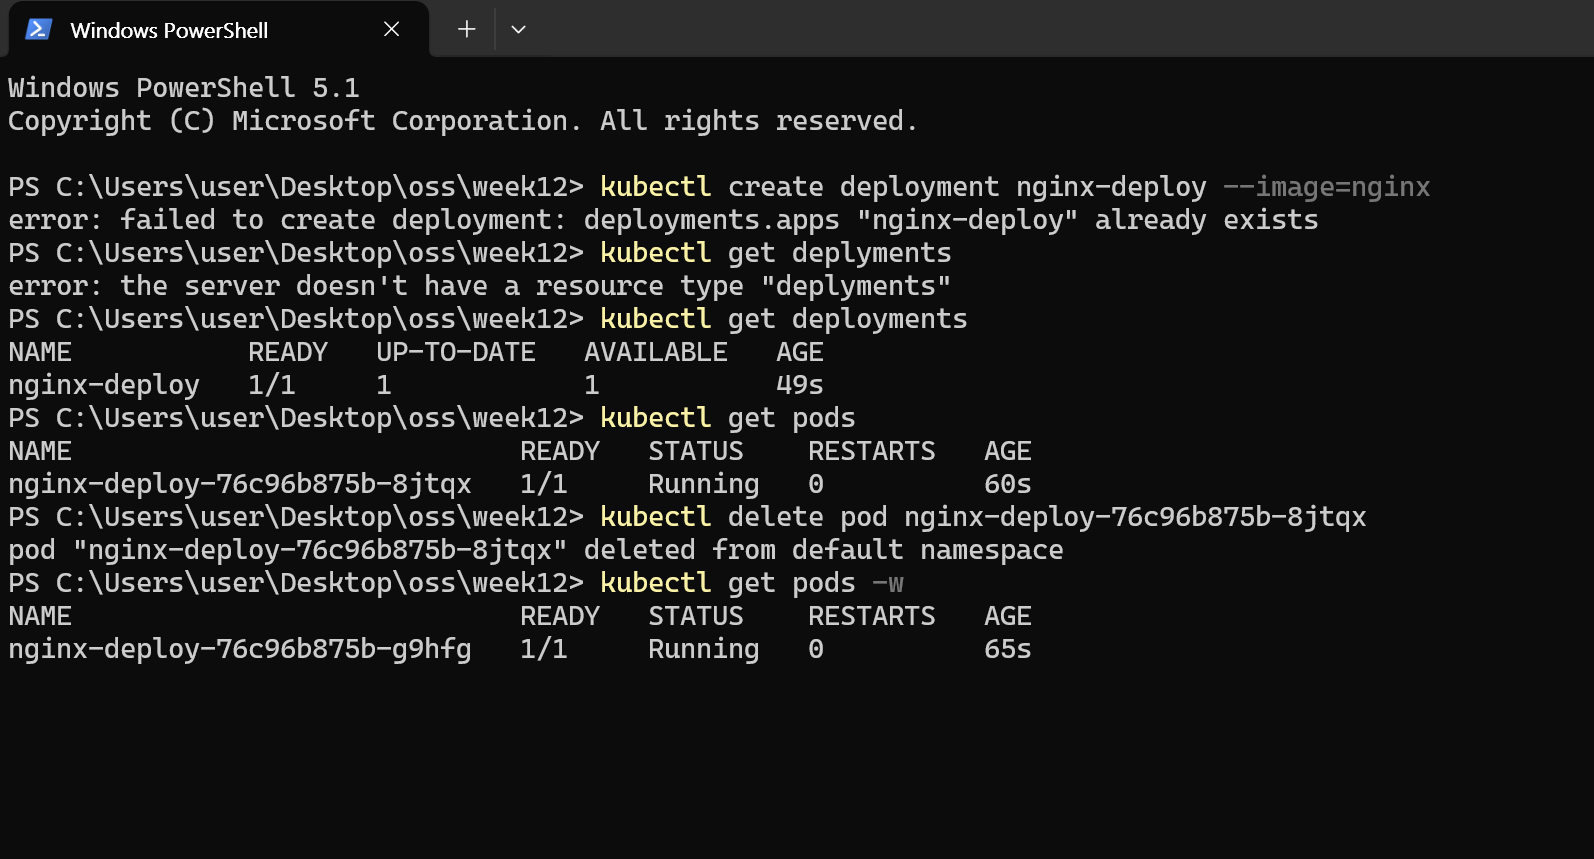 Windows PowerShell
Windows PowerShell 5.1
Copyright (C) Microsoft Corporation. All rights reserved.
PS C:\Users\user\Desktop\oss\week12> kubectl create deployment nginx-deploy --image=nginx
error: failed to create deployment: deployments.apps "nginx-deploy" already exists
PS C:\Users\user\Desktop\oss\week12> kubectl get deplyments
error: the server doesn't have a resource type "deplyments"
PS C:\Users\user\Desktop\oss\week12> kubectl get deployments
NAME           READY   UP-TO-DATE   AVAILABLE   AGE
nginx-deploy   1/1     1            1           49s
PS C:\Users\user\Desktop\oss\week12> kubectl get pods
NAME                            READY   STATUS    RESTARTS   AGE
nginx-deploy-76c96b875b-8jtqx   1/1     Running   0          60s
PS C:\Users\user\Desktop\oss\week12> kubectl delete pod nginx-deploy-76c96b875b-8jtqx
pod "nginx-deploy-76c96b875b-8jtqx" deleted from default namespace
PS C:\Users\user\Desktop\oss\week12> kubectl get pods -w
NAME                            READY   STATUS    RESTARTS   AGE
nginx-deploy-76c96b875b-g9hfg   1/1     Running   0          65s